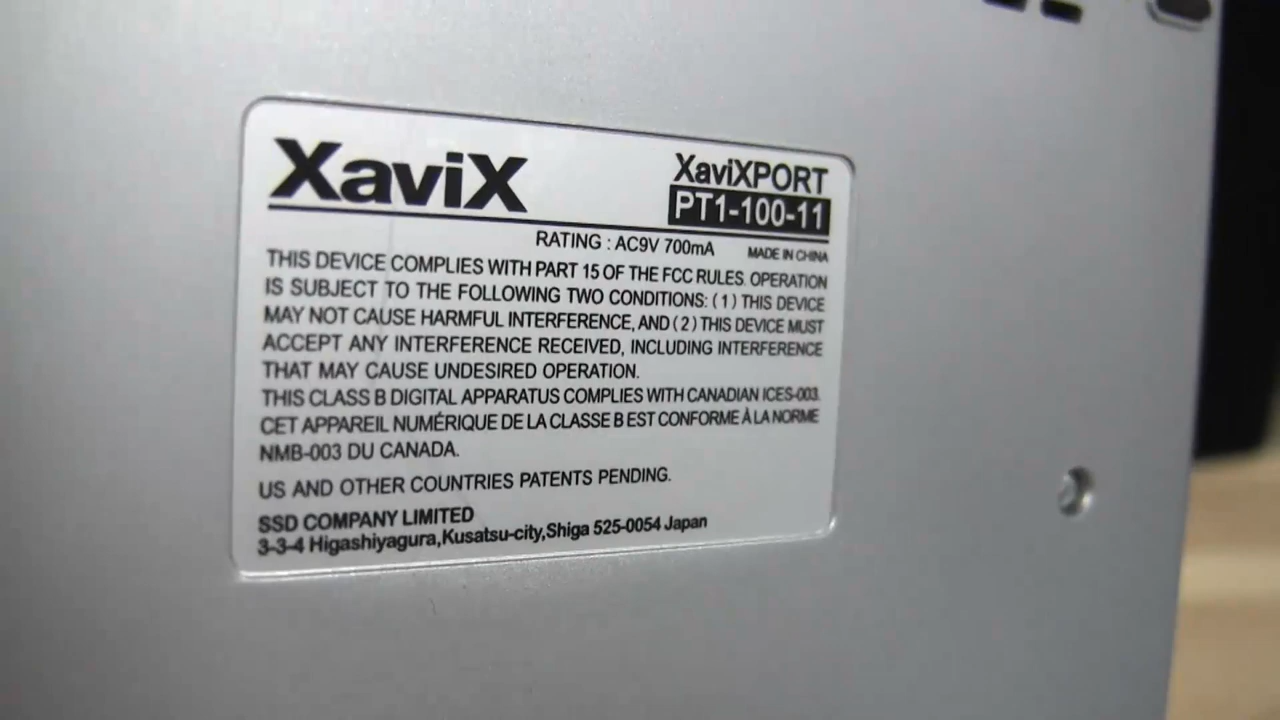 XaviX
XaviXPORT
PT1-100-11
RATING : AC9V 700mA
MADE IN CHINA
THIS DEVICE COMPLIES WITH PART 15 OF THE FCC RULES. OPERATION
IS SUBJECT TO THE FOLLOWING TWO CONDITIONS: ( 1 ) THIS DEVICE
MAY NOT CAUSE HARMFUL INTERFERENCE, AND ( 2 ) THIS DEVICE MUST
ACCEPT ANY INTERFERENCE RECEIVED, INCLUDING INTERFERENCE
THAT MAY CAUSE UNDESIRED OPERATION.
THIS CLASS B DIGITAL APPARATUS COMPLIES WITH CANADIAN ICES-003.
CET APPAREIL NUMÉRIQUE DE LA CLASSE B EST CONFORME À LA NORME
NMB-003 DU CANADA.
US AND OTHER COUNTRIES PATENTS PENDING.
SSD COMPANY LIMITED
3-3-4 Higashiyagura,Kusatsu-city,Shiga 525-0054 Japan